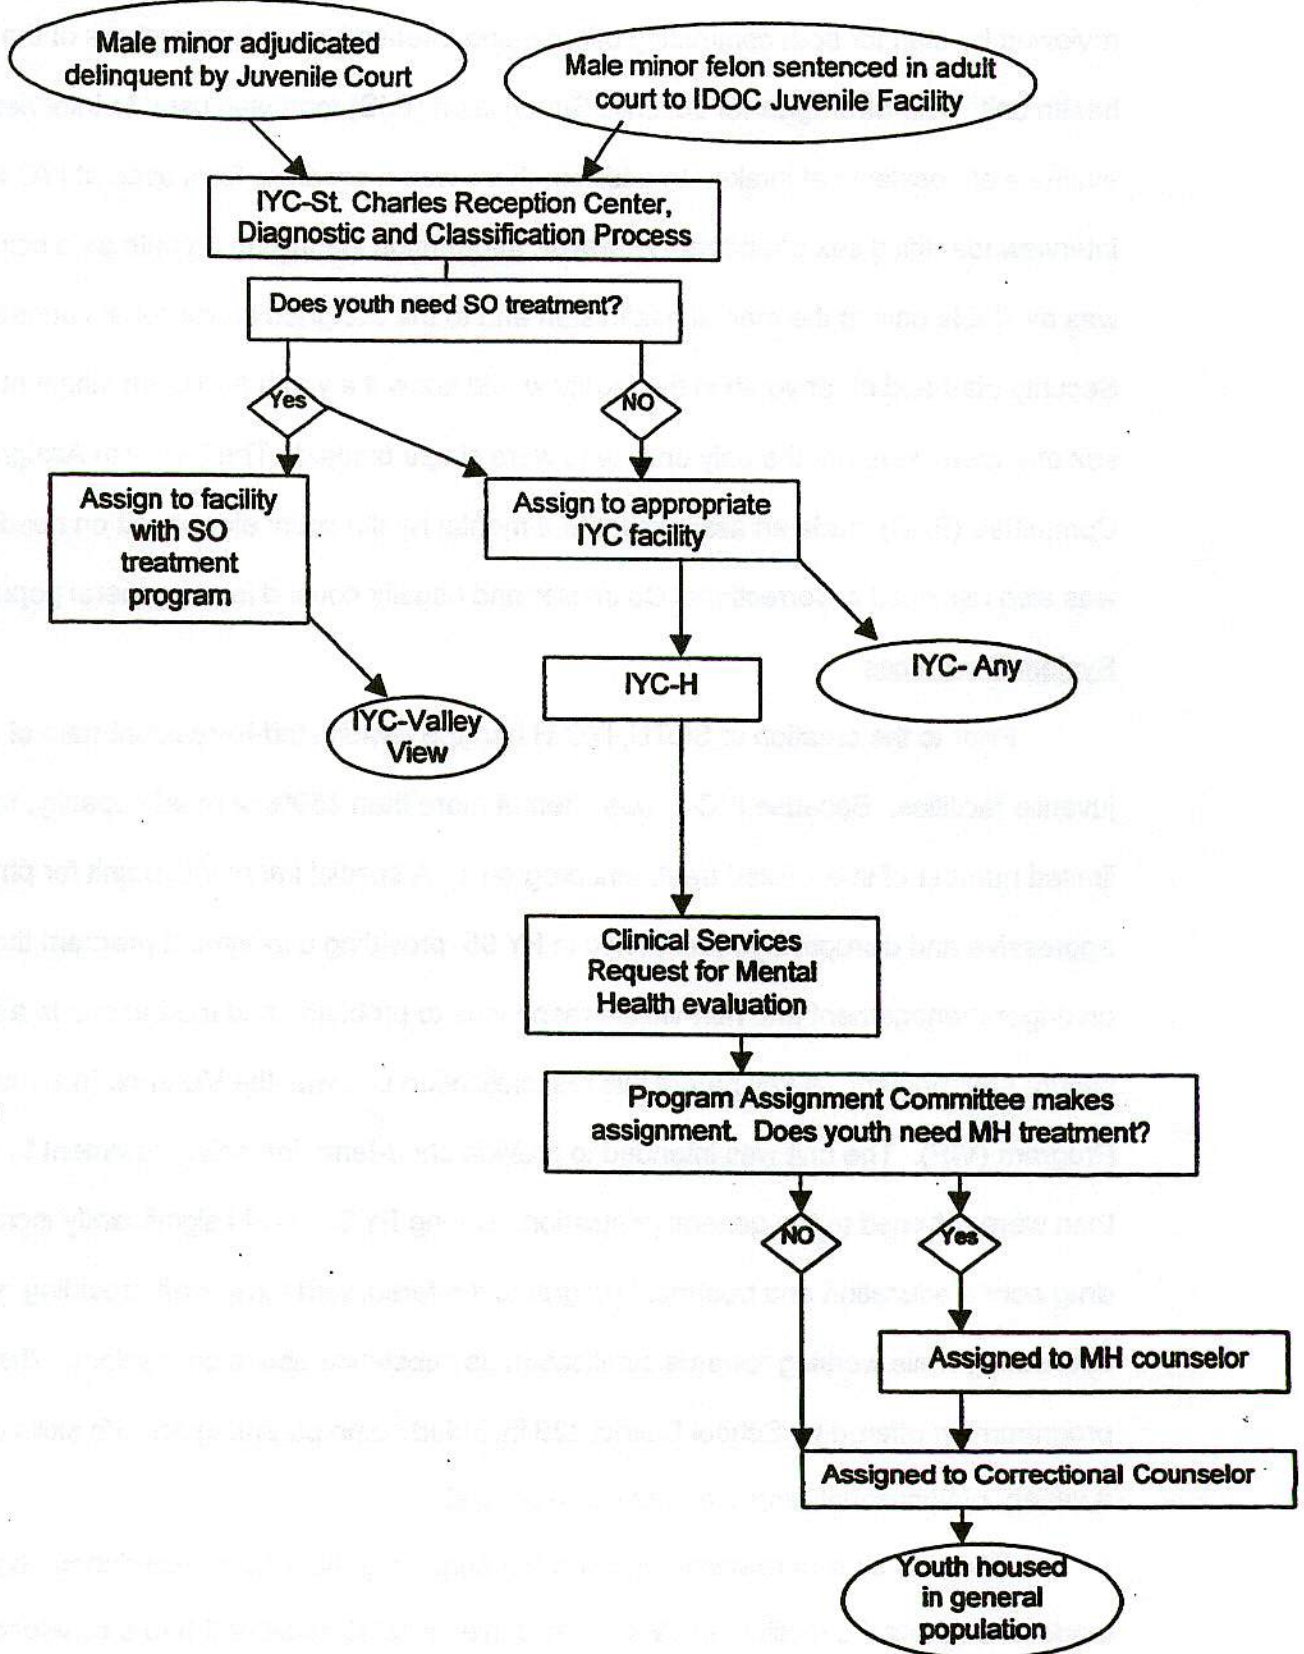 Male minor adjudicated
delinquent by Juvenile Court
Male minor felon sentenced in adult
court to IDOC Juvenile Facility
IYC-St. Charles Reception Center,
Diagnostic and Classification Process
Does youth need SO treatment?
Yes
NO
Assign to facility
with SO
treatment
program
Assign to appropriate
IYC facility
IYC-H
IYC- Any
IYC-Valley
View
Clinical Services
Request for Mental
Health evaluation
Program Assignment Committee makes
assignment. Does youth need MH treatment?
NO
Yes
Assigned to MH counselor
Assigned to Correctional Counselor
Youth housed
in general
population